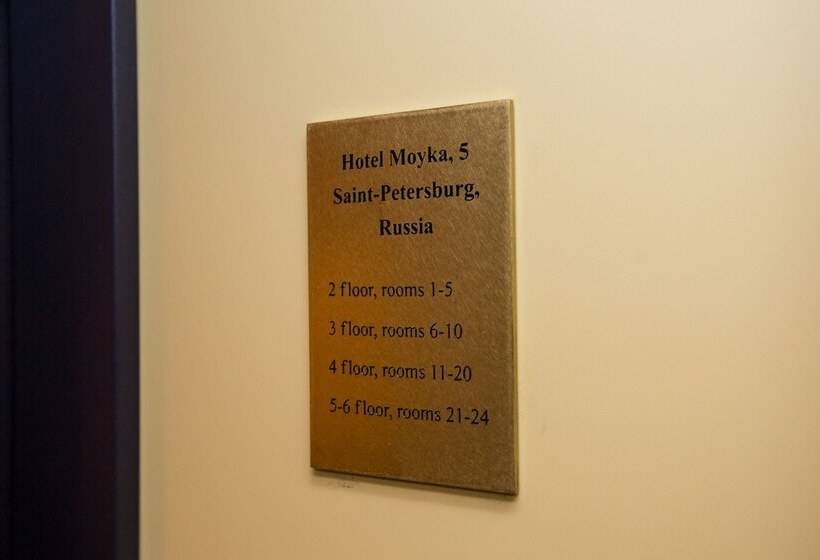 Hotel Moyka, 5
Saint-Petersburg,
Russia
2 floor, rooms 1-5
3 floor, rooms 6-10
4 floor, rooms 11-20
5-6 floor, rooms 21-24